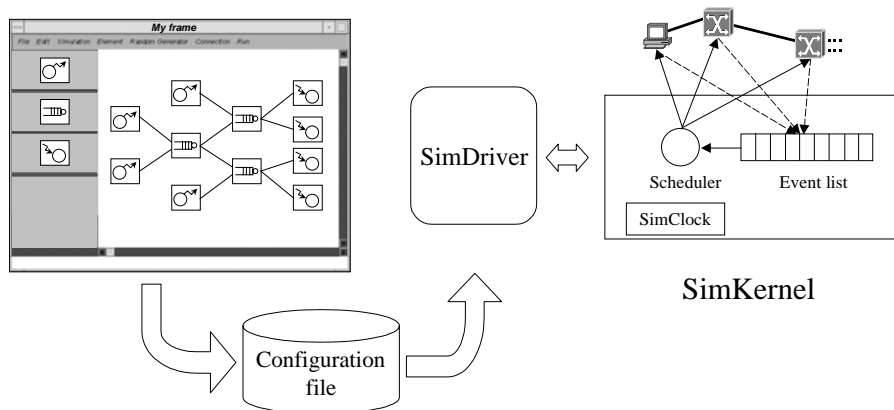 My frame
File Edit Simulation Element Random Generator Connection Run
SimDriver
Scheduler
Event list
SimClock
SimKernel
Configuration
file